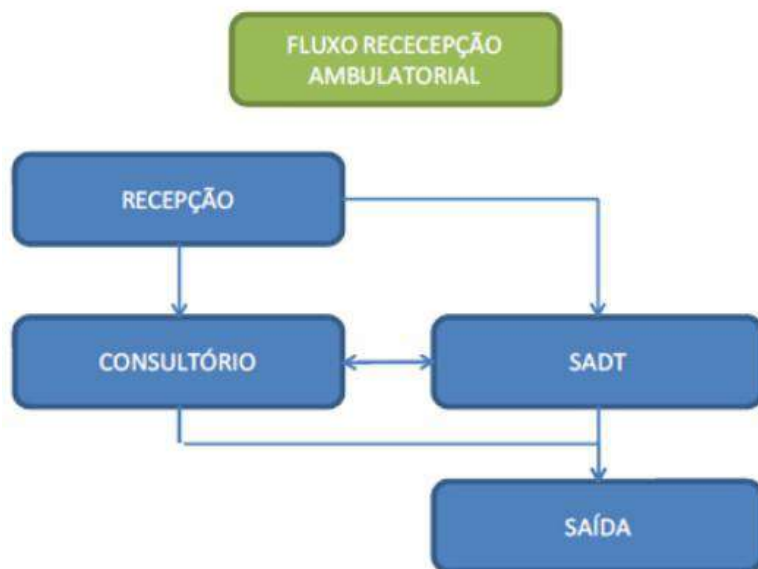 FLUXO RECECEPÇÃO
AMBULATORIAL
RECEPÇÃO
CONSULTÓRIO
SADT
SAÍDA